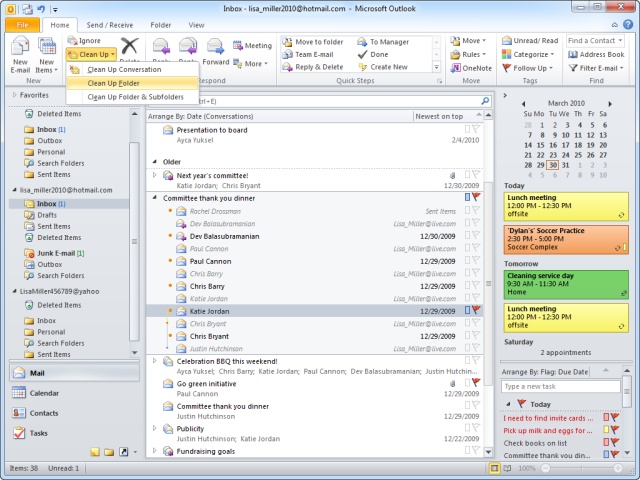 Inbox - lisa_miller2010@hotmail.com - Microsoft Outlook
File Home Send / Receive Folder View
Ignore
Clean Up
New E-mail
New Items
Delete
Reply
Forward
Meeting
More
Respond
Clean Up Conversation
Clean Up Folder
Clean Up Folder & Subfolders
Move to folder
Team E-mail
Reply & Delete
To Manager
Done
Create New
Quick Steps
Move
Rules
OneNote
Move
Unread/ Read
Categorize
Follow Up
Tags
Find a Contact
Address Book
Filter E-mail
Find
Favorites
Deleted Items
Inbox (1)
Outbox
Personal
Search Folders
Sent Items
lisa_miller2010@hotmail.com
Inbox (1)
Drafts
Sent Items
Deleted Items
Junk E-mail [1]
Outbox
Search Folders
LisaMiller456789@yahoo
Deleted Items
Inbox
Personal
Search Folders
Sent Items
Mail
Calendar
Contacts
Tasks
Ctrl+E)
Arrange By: Date (Conversations) Newest on top
Presentation to board
Ayca Yuksel 2/4/2010
Older
Next year's committee!
Katie Jordan; Chris Bryant 12/30/2009
Committee thank you dinner
Rachel Drossman Sent Items
Dev Balasubramanian Lisa_Miller@live.com
Dev Balasubramanian 12/30/2009
Paul Cannon Lisa_Miller@live.com
Paul Cannon 12/29/2009
Chris Barry Lisa_Miller@live.com
Chris Barry 12/29/2009
Katie Jordan Lisa_Miller@live.com
Katie Jordan 12/29/2009
Chris Bryant Lisa_Miller@live.com
Chris Bryant 12/29/2009
Justin Hutchinson Lisa_Miller@live.com
Celebration BBQ this weekend!
Ayca Yuksel; Chris Bryant; Katie Jordan; Paul Cannon; Dev Balasubramanian; Justin Hutchinson...
Go green initiative
Paul Cannon 12/29/2009
Committee thank you dinner
Justin Hutchinson 12/29/2009
Publicity
Justin Hutchinson; Katie Jordan 12/22/2009
Fundraising goals
March 2010
Su Mo Tu We Th Fr Sa
28 1 2 3 4 5 6
7 8 9 10 11 12 13
14 15 16 17 18 19 20
21 22 23 24 25 26 27
28 29 30 31 1 2 3
4 5 6 7 8 9 10
Today
Lunch meeting
12:00 PM - 12:30 PM
offsite
'Dylan's' Soccer Practice
2:30 PM - 5:00 PM
Soccer Complex
Tomorrow
Cleaning service day
9:30 AM - 11:30 AM
Home
Lunch meeting
12:00 PM - 12:30 PM
offsite
Saturday
2 appointments
Arrange By: Flag: Due Date
Type a new task
Today
I need to find invite cards ...
Pick up milk and eggs for ...
Check books on list
Committee thank you din...
Items: 38 Unread: 1
100%